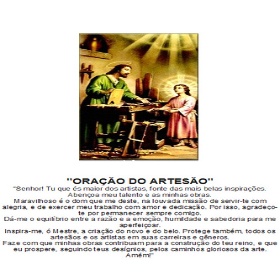 "ORAÇÃO DO ARTESÃO"
"Senhor! Tu que és maior dos artistas, fonte das mais belas inspirações.
Abençoa meu talento e as minhas obras.
Maravilhoso é o dom que me deste, na louvada missão de servir-te com
alegria, e de exercer meu trabalho com amor e dedicação. Por isso, agradeço-
te por permanecer sempre comigo.
Dá-me o equilíbrio entre a razão e a emoção, humildade e sabedoria para me
aperfeiçoar.
Inspira-me, ó Mestre, a criação do novo e do belo. Protege também, todos os
artesãos e os artistas em suas carreiras e gêneros.
Faze com que minhas obras contribuam para a construção do teu reino, e que
eu prospere, seguindo teus desígnios, pelos caminhos gloriosos da arte.
Amém!"